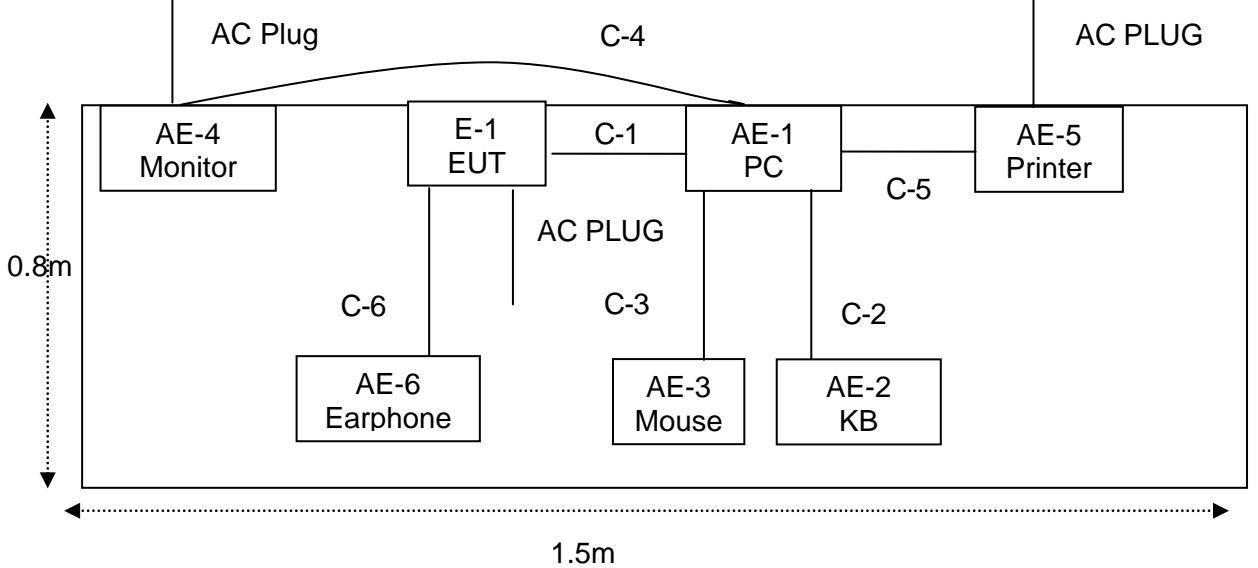 AC Plug
C-4
AC PLUG
AE-4
Monitor
E-1
EUT
C-1
AE-1
PC
AE-5
Printer
C-5
AC PLUG
0.8m
C-6
C-3
C-2
AE-6
Earphone
AE-3
Mouse
AE-2
KB
1.5m